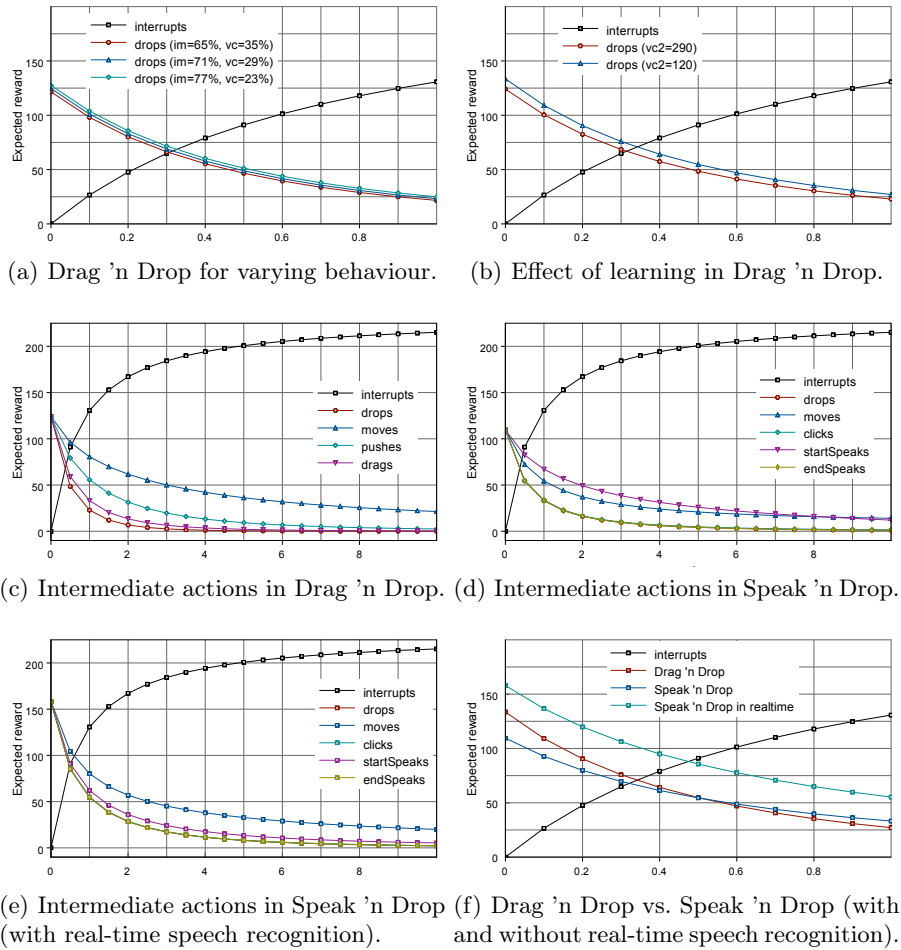 interrupts
drops (im=65%, vc=35%)
drops (im=71%, vc=29%)
drops (im=77%, vc=23%)
Expected reward
150
100
50
0
0 0.2 0.4 0.6 0.8
(a) Drag 'n Drop for varying behaviour.
interrupts
drops (vc2=290)
drops (vc2=120)
Expected reward
150
100
50
0
0 0.2 0.4 0.6 0.8
(b) Effect of learning in Drag 'n Drop.
interrupts
drops
moves
pushes
drags
Expected reward
200
150
100
50
0
0 2 4 6 8
(c) Intermediate actions in Drag 'n Drop.
interrupts
drops
moves
clicks
startSpeaks
endSpeaks
Expected reward
200
150
100
50
0
0 2 4 6 8
(d) Intermediate actions in Speak 'n Drop.
interrupts
drops
moves
clicks
startSpeaks
endSpeaks
Expected reward
200
150
100
50
0
0 2 4 6 8
(e) Intermediate actions in Speak 'n Drop
(with real-time speech recognition).
interrupts
Drag 'n Drop
Speak 'n Drop
Speak 'n Drop in realtime
Expected reward
150
100
50
0
0 0.2 0.4 0.6 0.8
(f) Drag 'n Drop vs. Speak 'n Drop (with
and without real-time speech recognition).